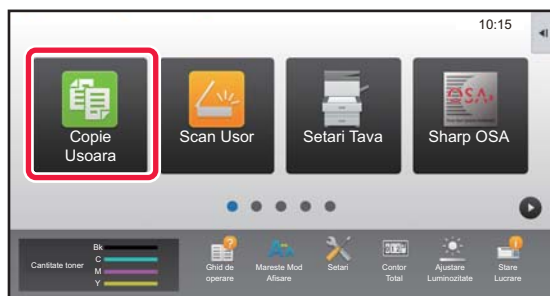 10:15
Copie
Usoara
Scan Usor
Setari Tava
Sharp OSA
Cantitate toner
Bk
C
M
Y
Ghid de
operare
Mareste Mod
Afisare
Setari
Contor
Total
Ajustare
Luminozitate
Stare
Lucrare